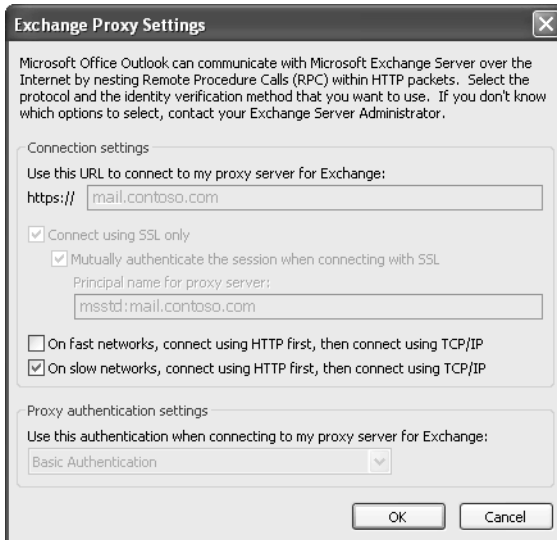 Exchange Proxy Settings
Microsoft Office Outlook can communicate with Microsoft Exchange Server over the
Internet by nesting Remote Procedure Calls (RPC) within HTTP packets. Select the
protocol and the identity verification method that you want to use. If you don't know
which options to select, contact your Exchange Server Administrator.
Connection settings
Use this URL to connect to my proxy server for Exchange:
https:// mail.contoso.com
Connect using SSL only
Mutually authenticate the session when connecting with SSL
Principal name for proxy server:
msstd:mail.contoso.com
On fast networks, connect using HTTP first, then connect using TCP/IP
On slow networks, connect using HTTP first, then connect using TCP/IP
Proxy authentication settings
Use this authentication when connecting to my proxy server for Exchange:
Basic Authentication
OK Cancel